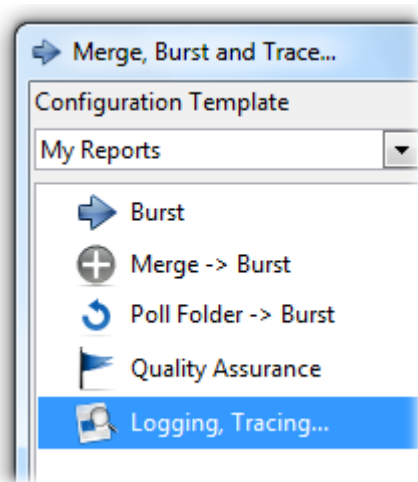 Merge, Burst and Trace...
Configuration Template
My Reports
Burst
Merge -> Burst
Poll Folder -> Burst
Quality Assurance
Logging, Tracing...